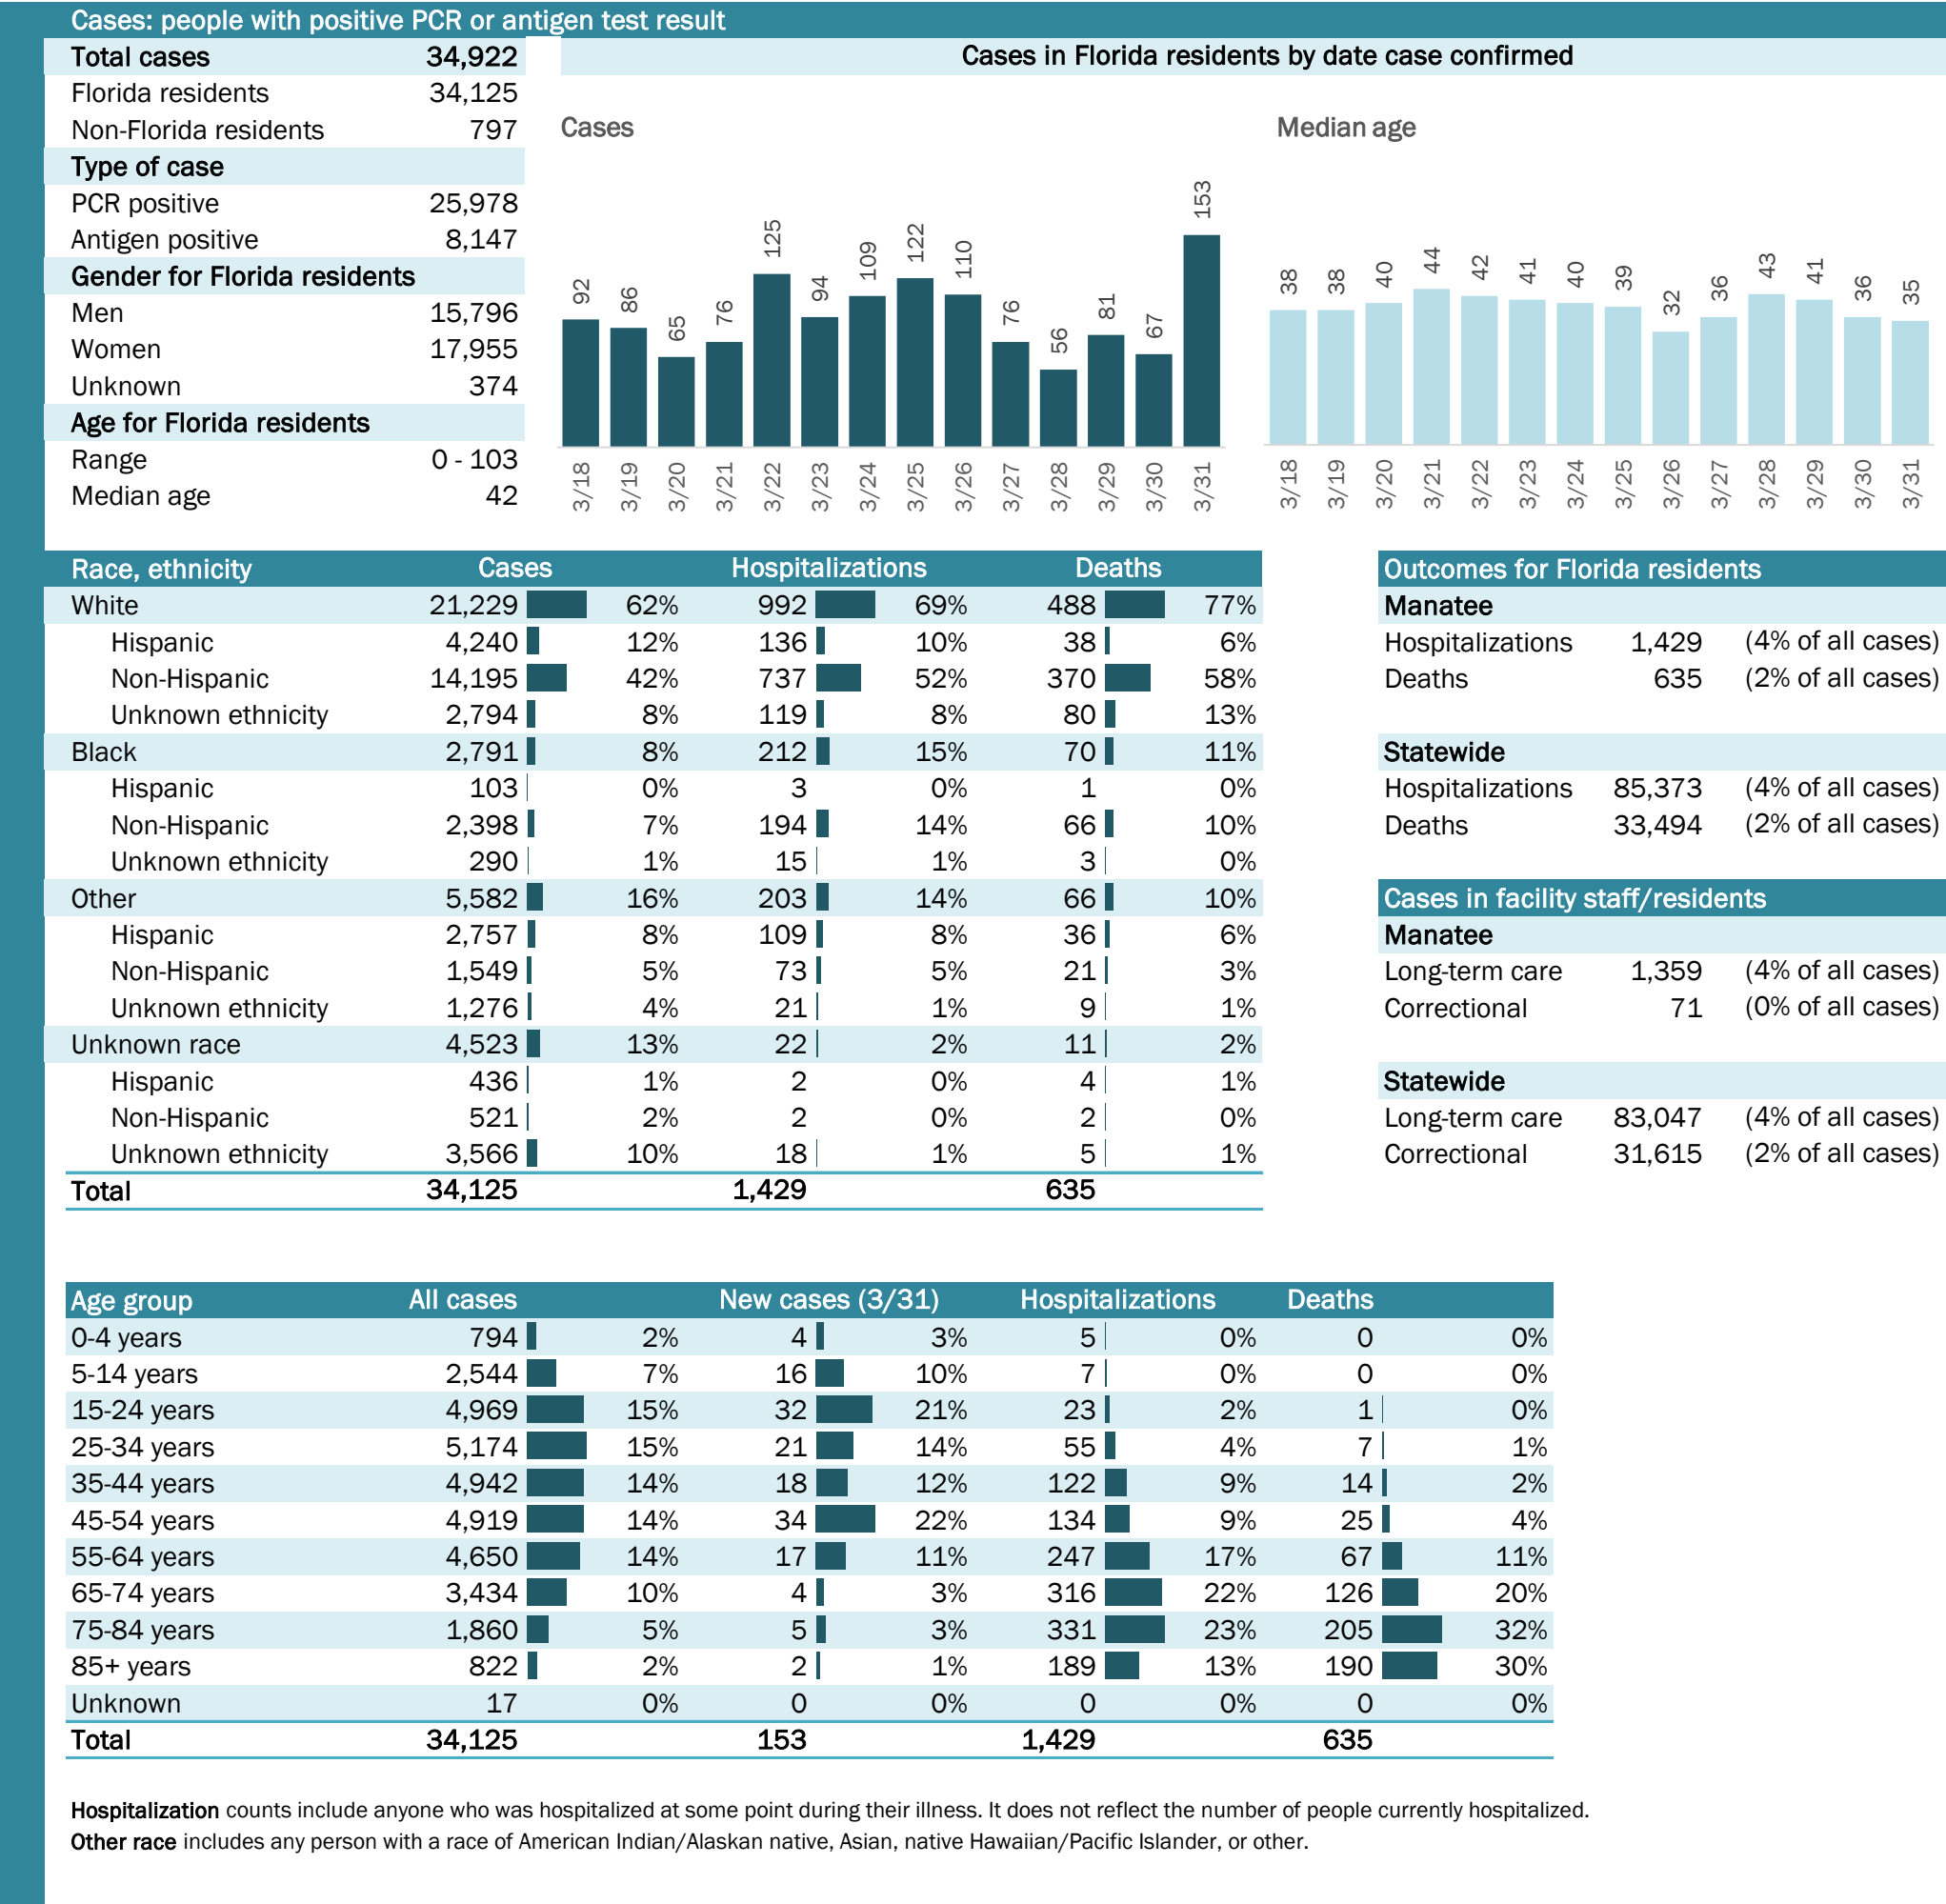 Cases: people with positive PCR or antigen test result
Total cases 34,922
Florida residents 34,125
Non-Florida residents 797
Type of case
PCR positive 25,978
Antigen positive 8,147
Gender for Florida residents
Men 15,796
Women 17,955
Unknown 374
Age for Florida residents
Range 0 - 103
Median age 42
Cases in Florida residents by date case confirmed
Cases
92 86 65 76 125 94 109 122 110 76 56 81 67 153
3/18 3/19 3/20 3/21 3/22 3/23 3/24 3/25 3/26 3/27 3/28 3/29 3/30 3/31
Median age
38 38 40 44 42 41 40 39 32 36 43 41 36 35
3/18 3/19 3/20 3/21 3/22 3/23 3/24 3/25 3/26 3/27 3/28 3/29 3/30 3/31
Race, ethnicity Cases Hospitalizations Deaths
White 21,229 62% 992 69% 488 77%
Hispanic 4,240 12% 136 10% 38 6%
Non-Hispanic 14,195 42% 737 52% 370 58%
Unknown ethnicity 2,794 8% 119 8% 80 13%
Black 2,791 8% 212 15% 70 11%
Hispanic 103 0% 3 0% 1 0%
Non-Hispanic 2,398 7% 194 14% 66 10%
Unknown ethnicity 290 1% 15 1% 3 0%
Other 5,582 16% 203 14% 66 10%
Hispanic 2,757 8% 109 8% 36 6%
Non-Hispanic 1,549 5% 73 5% 21 3%
Unknown ethnicity 1,276 4% 21 1% 9 1%
Unknown race 4,523 13% 22 2% 11 2%
Hispanic 436 1% 2 0% 4 1%
Non-Hispanic 521 2% 2 0% 2 0%
Unknown ethnicity 3,566 10% 18 1% 5 1%
Total 34,125 1,429 635
Outcomes for Florida residents
Manatee
Hospitalizations 1,429 (4% of all cases)
Deaths 635 (2% of all cases)
Statewide
Hospitalizations 85,373 (4% of all cases)
Deaths 33,494 (2% of all cases)
Cases in facility staff/residents
Manatee
Long-term care 1,359 (4% of all cases)
Correctional 71 (0% of all cases)
Statewide
Long-term care 83,047 (4% of all cases)
Correctional 31,615 (2% of all cases)
Age group All cases New cases (3/31) Hospitalizations Deaths
0-4 years 794 2% 4 3% 5 0% 0 0%
5-14 years 2,544 7% 16 10% 7 0% 0 0%
15-24 years 4,969 15% 32 21% 23 2% 1 0%
25-34 years 5,174 15% 21 14% 55 4% 7 1%
35-44 years 4,942 14% 18 12% 122 9% 14 2%
45-54 years 4,919 14% 34 22% 134 9% 25 4%
55-64 years 4,650 14% 17 11% 247 17% 67 11%
65-74 years 3,434 10% 4 3% 316 22% 126 20%
75-84 years 1,860 5% 5 3% 331 23% 205 32%
85+ years 822 2% 2 1% 189 13% 190 30%
Unknown 17 0% 0 0% 0 0% 0 0%
Total 34,125 153 1,429 635
Hospitalization counts include anyone who was hospitalized at some point during their illness. It does not reflect the number of people currently hospitalized.
Other race includes any person with a race of American Indian/Alaskan native, Asian, native Hawaiian/Pacific Islander, or other.